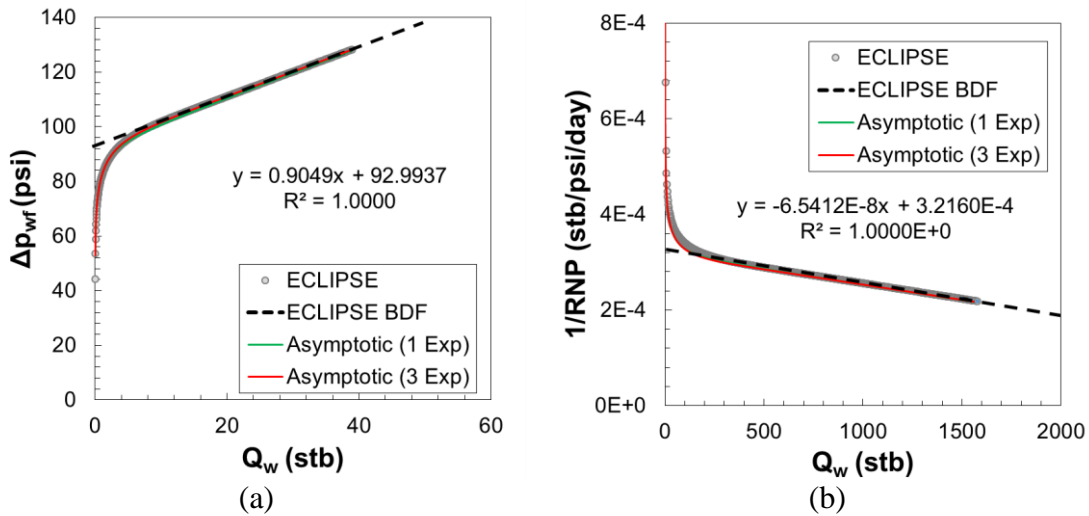 140
120
100
80
60
40
20
0
Δp_wf (psi)
y = 0.9049x + 92.9937
R² = 1.0000
ECLIPSE
ECLIPSE BDF
Asymptotic (1 Exp)
Asymptotic (3 Exp)
0 20 40 60
Q_w (stb)
(a)
8E-4
6E-4
4E-4
2E-4
0E+0
1/RNP (stb/psi/day)
ECLIPSE
ECLIPSE BDF
Asymptotic (1 Exp)
Asymptotic (3 Exp)
y = -6.5412E-8x + 3.2160E-4
R² = 1.0000E+0
0 500 1000 1500 2000
Q_w (stb)
(b)